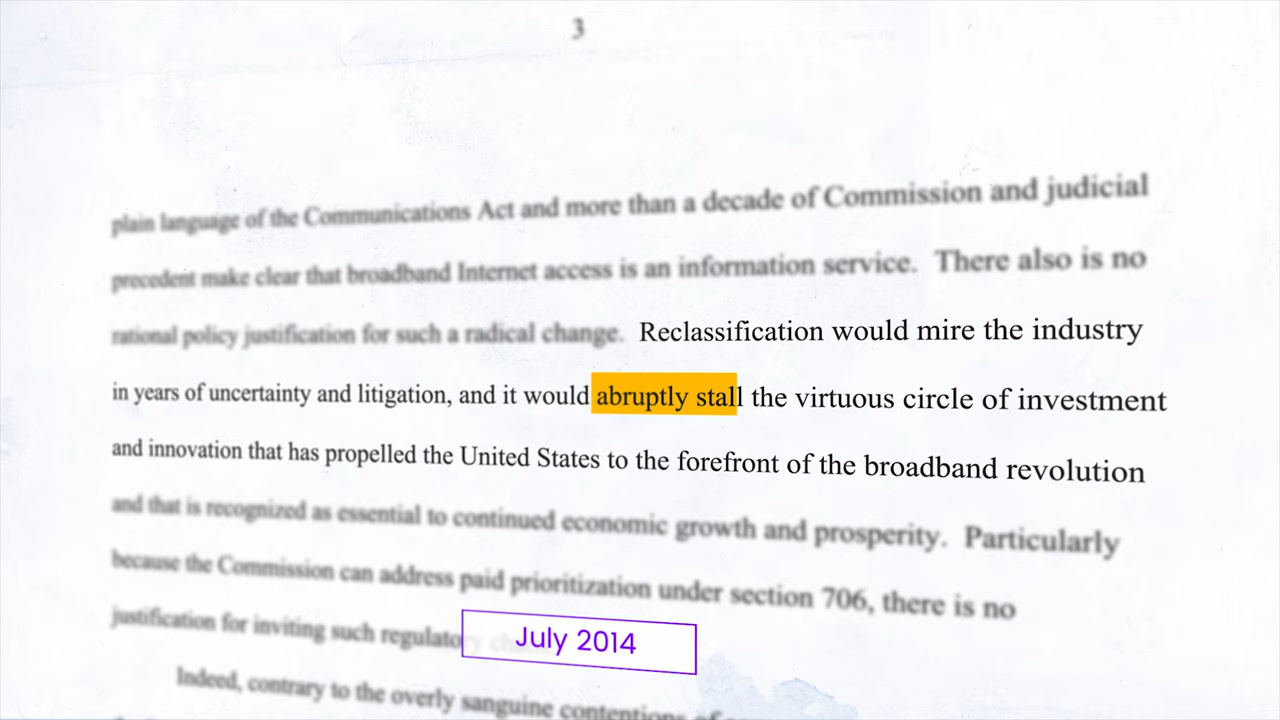 3
plain language of the Communications Act and more than a decade of Commission and judicial
precedent make clear that broadband Internet access is an information service. There also is no
rational policy justification for such a radical change. Reclassification would mire the industry
in years of uncertainty and litigation, and it would abruptly stall the virtuous circle of investment
and innovation that has propelled the United States to the forefront of the broadband revolution
and that is recognized as essential to continued economic growth and prosperity. Particularly
because the Commission can address paid prioritization under section 706, there is no
justification for inviting such regulatory
July 2014
Indeed, contrary to the overly sanguine contentions of